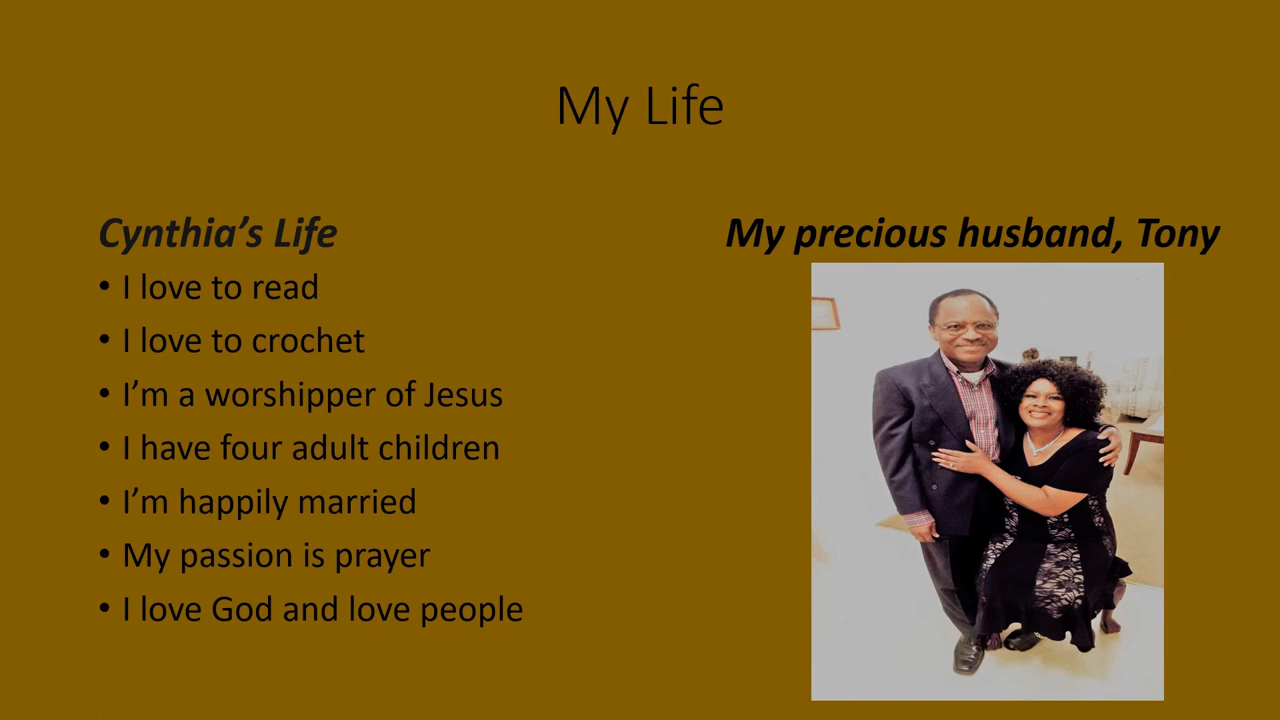 My Life
Cynthia’s Life
• I love to read
• I love to crochet
• I’m a worshipper of Jesus
• I have four adult children
• I’m happily married
• My passion is prayer
• I love God and love people
My precious husband, Tony